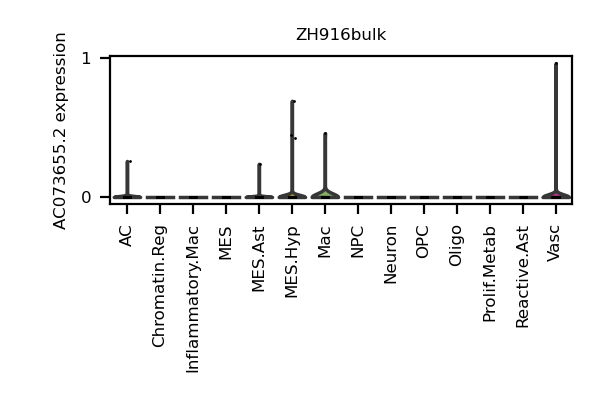 ZH916bulk
AC073655.2 expression
1
0
AC
Chromatin.Reg
Inflammatory.Mac
MES
MES.Ast
MES.Hyp
Mac
NPC
Neuron
OPC
Oligo
Prolif.Metab
Reactive.Ast
Vasc